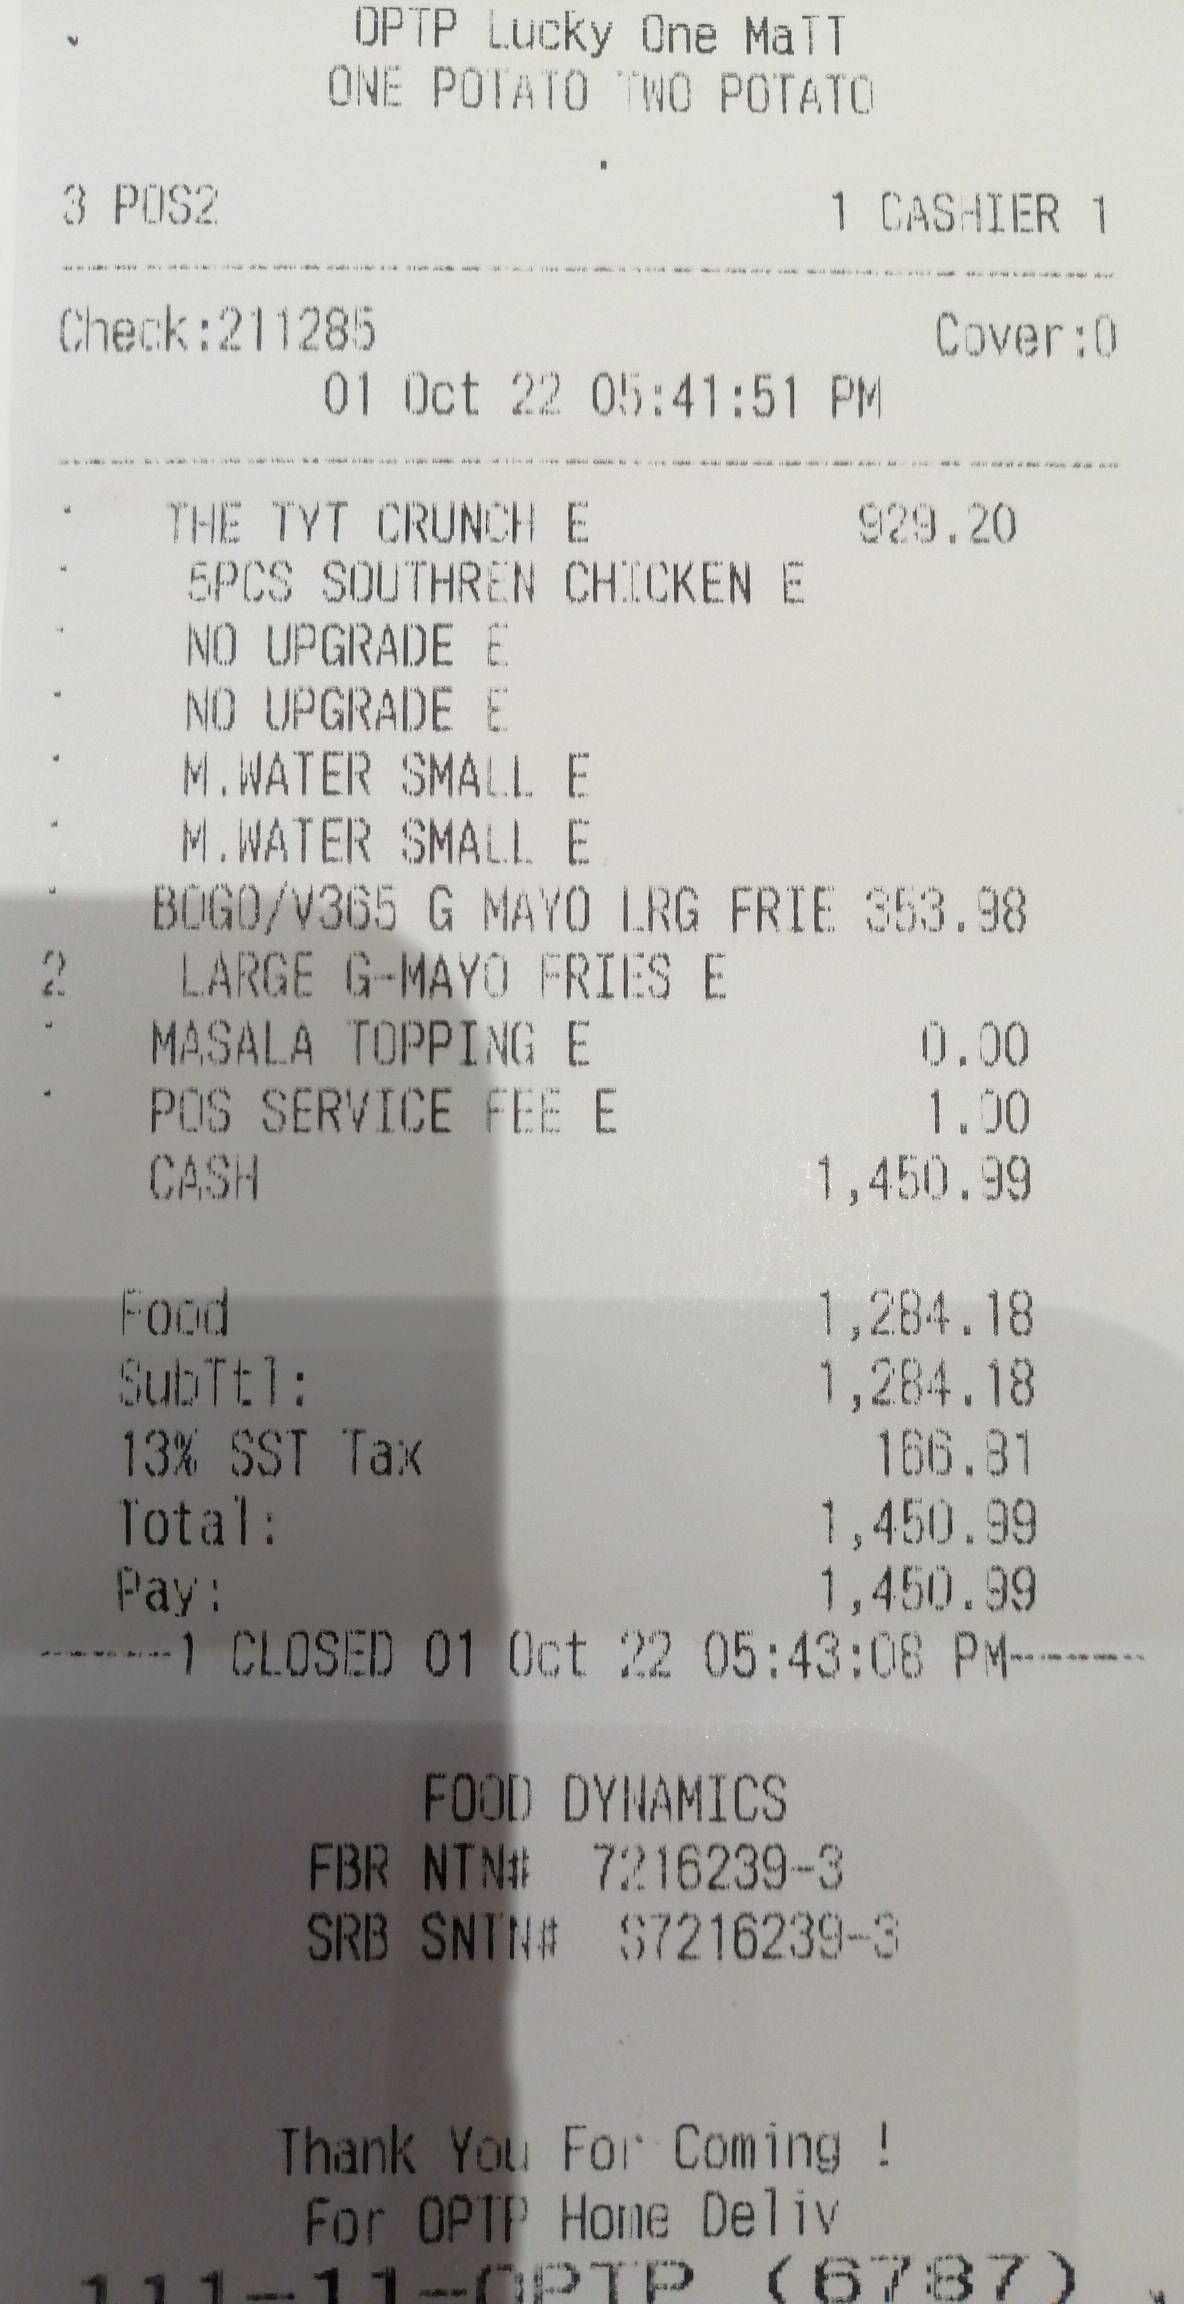 OPTP Lucky One MaTT
ONE POTATO TWO POTATO
3 POS2 1 CASHIER 1
Check:211285 Cover:0
01 Oct 22 05:41:51 PM
THE TYT CRUNCH E 929.20
5PCS SOUTHREN CHICKEN E
NO UPGRADE E
NO UPGRADE E
M.WATER SMALL E
M.WATER SMALL E
BOGO/V365 G MAYO LRG FRIE 353.98
2 LARGE G-MAYO FRIES E
MASALA TOPPING E 0.00
POS SERVICE FEE E 1.00
CASH 1,450.99
Food 1,284.18
SubTtl: 1,284.18
13% SST Tax 166.81
Total: 1,450.99
Pay: 1,450.99
-------1 CLOSED 01 Oct 22 05:43:08 PM-------
FOOD DYNAMICS
FBR NTN# 7216239-3
SRB SNTN# S7216239-3
Thank You For Coming !
For OPTP Home Deliv
111-11-OPTP (6787)